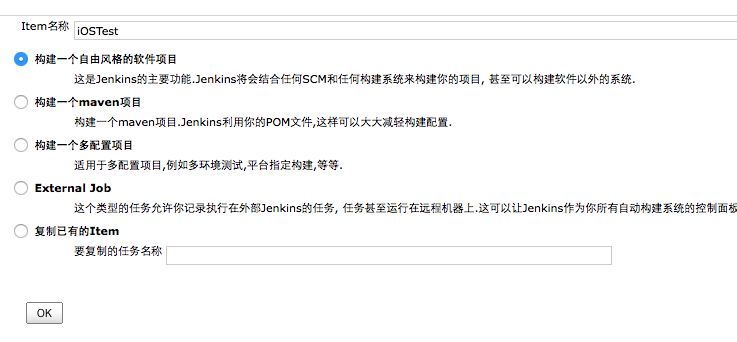 Item名称 iOSTest
构建一个自由风格的软件项目
这是Jenkins的主要功能.Jenkins将会结合任何SCM和任何构建系统来构建你的项目, 甚至可以构建软件以外的系统.
构建一个maven项目
构建一个maven项目.Jenkins利用你的POM文件,这样可以大大减轻构建配置.
构建一个多配置项目
适用于多配置项目,例如多环境测试,平台指定构建,等等.
External Job
这个类型的任务允许你记录执行在外部Jenkins的任务, 任务甚至运行在远程机器上.这可以让Jenkins作为你所有自动构建系统的控制面板
复制已有的Item
要复制的任务名称
OK